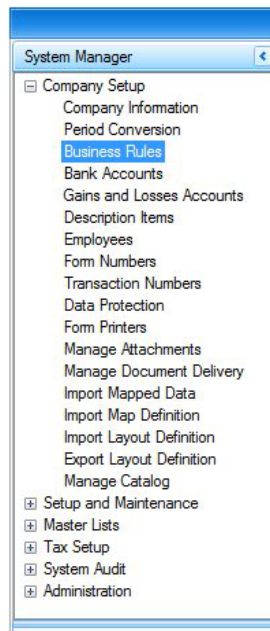 System Manager
Company Setup
Company Information
Period Conversion
Business Rules
Bank Accounts
Gains and Losses Accounts
Description Items
Employees
Form Numbers
Transaction Numbers
Data Protection
Form Printers
Manage Attachments
Manage Document Delivery
Import Mapped Data
Import Map Definition
Import Layout Definition
Export Layout Definition
Manage Catalog
Setup and Maintenance
Master Lists
Tax Setup
System Audit
Administration